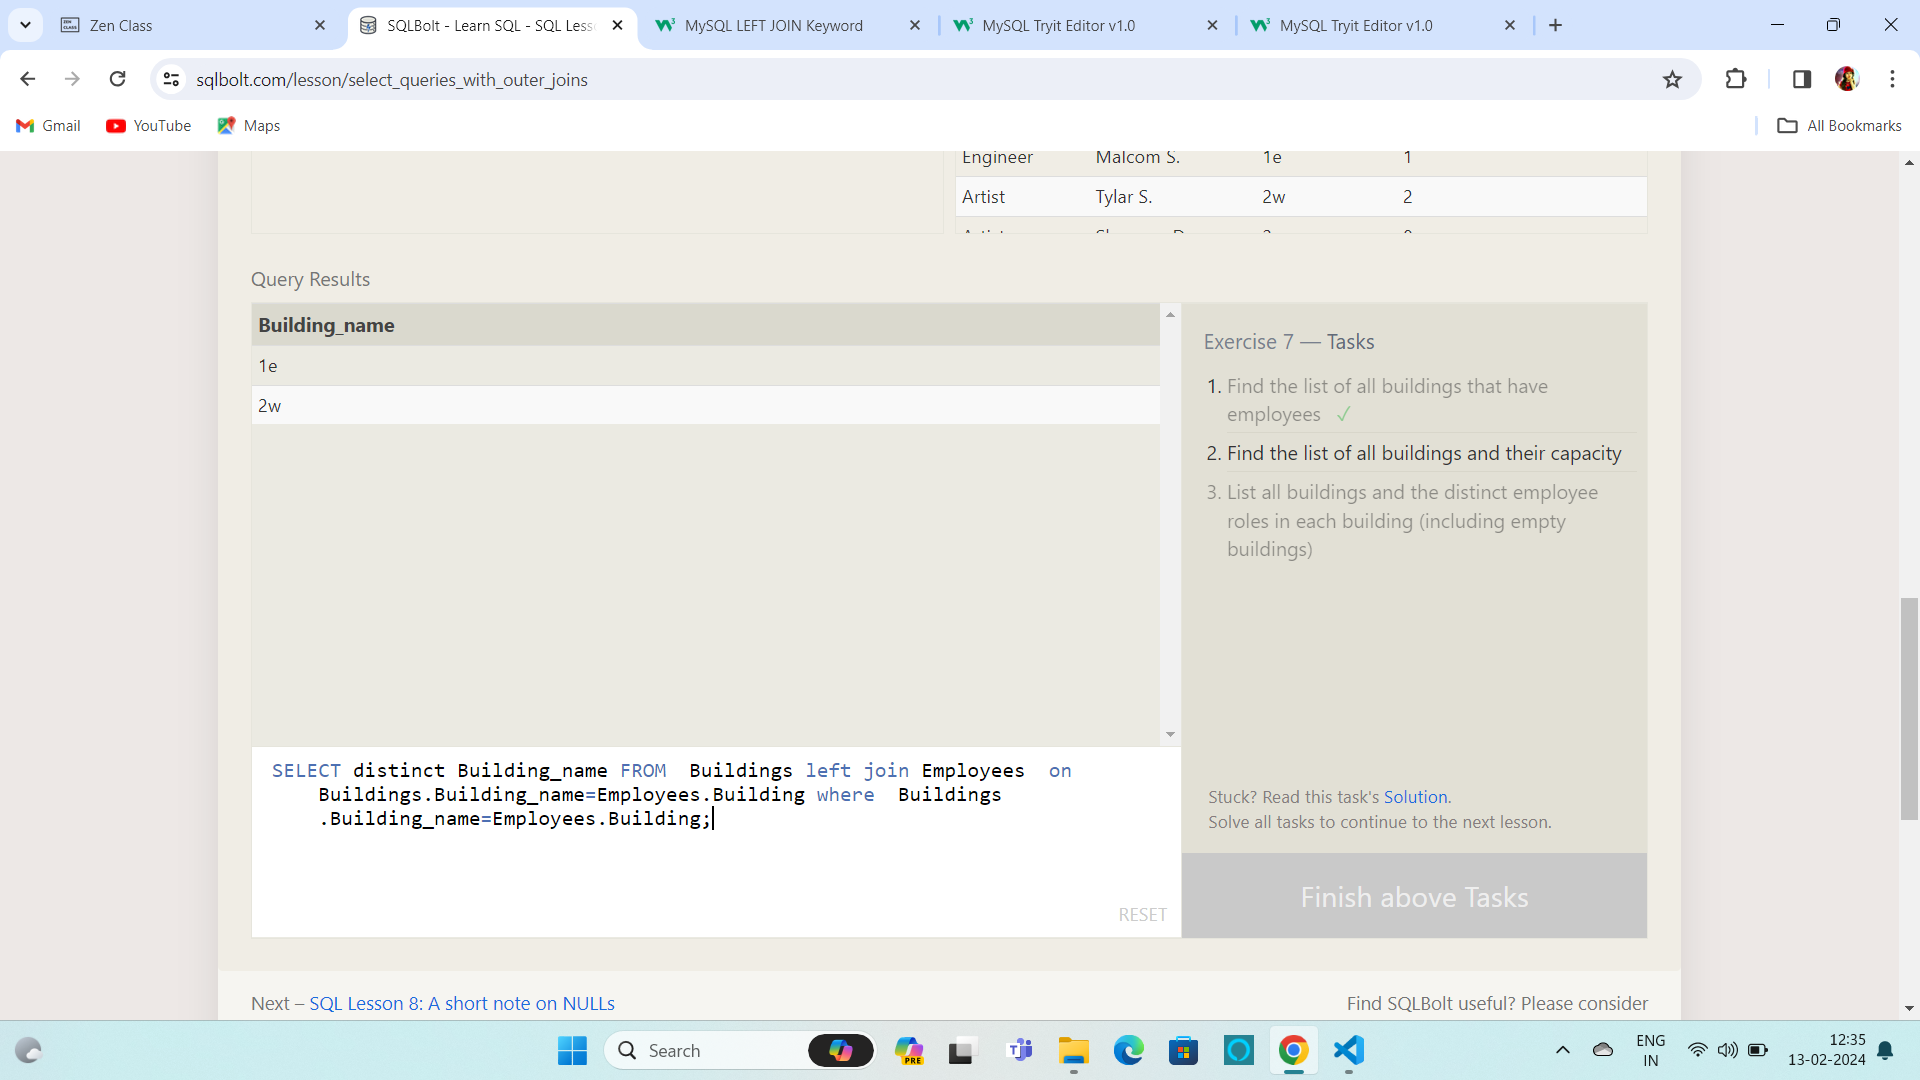 Zen Class
SQLBolt - Learn SQL - SQL Less
MySQL LEFT JOIN Keyword
MySQL Tryit Editor v1.0
MySQL Tryit Editor v1.0
sqlbolt.com/lesson/select_queries_with_outer_joins
Gmail
YouTube
Maps
All Bookmarks
Engineer Malcom S. 1e 1
Artist Tylar S. 2w 2
Query Results
Building_name
1e
2w
Exercise 7 — Tasks
1. Find the list of all buildings that have
employees ✓
2. Find the list of all buildings and their capacity
3. List all buildings and the distinct employee
roles in each building (including empty
buildings)
SELECT distinct Building_name FROM  Buildings left join Employees  on
Buildings.Building_name=Employees.Building where  Buildings
.Building_name=Employees.Building;
RESET
Stuck? Read this task's Solution.
Solve all tasks to continue to the next lesson.
Finish above Tasks
Next – SQL Lesson 8: A short note on NULLs
Find SQLBolt useful? Please consider
Search
PRE
ENG
IN
12:35
13-02-2024